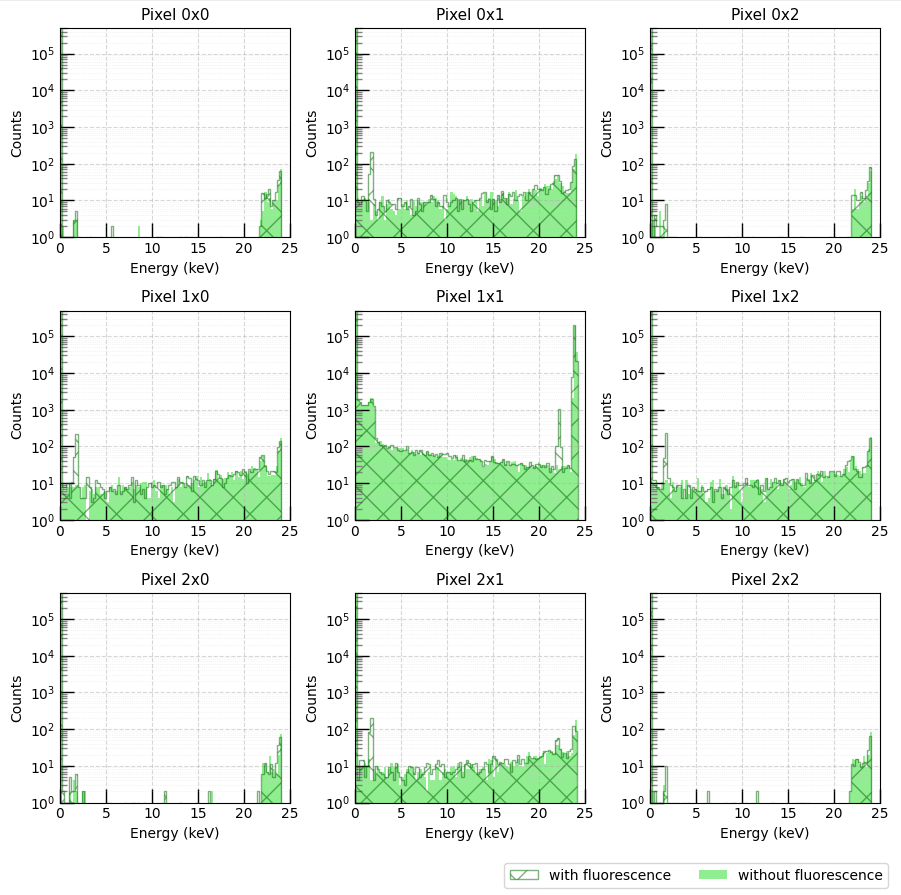 Pixel 0x0 Pixel 0x1 Pixel 0x2
10^5 10^5 10^5
10^4 10^4 10^4
10^3 10^3 10^3
10^2 10^2 10^2
10^1 10^1 10^1
10^0 10^0 10^0
Counts Counts Counts
0 5 10 15 20 25 0 5 10 15 20 25 0 5 10 15 20 25
Energy (keV) Energy (keV) Energy (keV)
Pixel 1x0 Pixel 1x1 Pixel 1x2
10^5 10^5 10^5
10^4 10^4 10^4
10^3 10^3 10^3
10^2 10^2 10^2
10^1 10^1 10^1
10^0 10^0 10^0
Counts Counts Counts
0 5 10 15 20 25 0 5 10 15 20 25 0 5 10 15 20 25
Energy (keV) Energy (keV) Energy (keV)
Pixel 2x0 Pixel 2x1 Pixel 2x2
10^5 10^5 10^5
10^4 10^4 10^4
10^3 10^3 10^3
10^2 10^2 10^2
10^1 10^1 10^1
10^0 10^0 10^0
Counts Counts Counts
0 5 10 15 20 25 0 5 10 15 20 25 0 5 10 15 20 25
Energy (keV) Energy (keV) Energy (keV)
with fluorescence without fluorescence